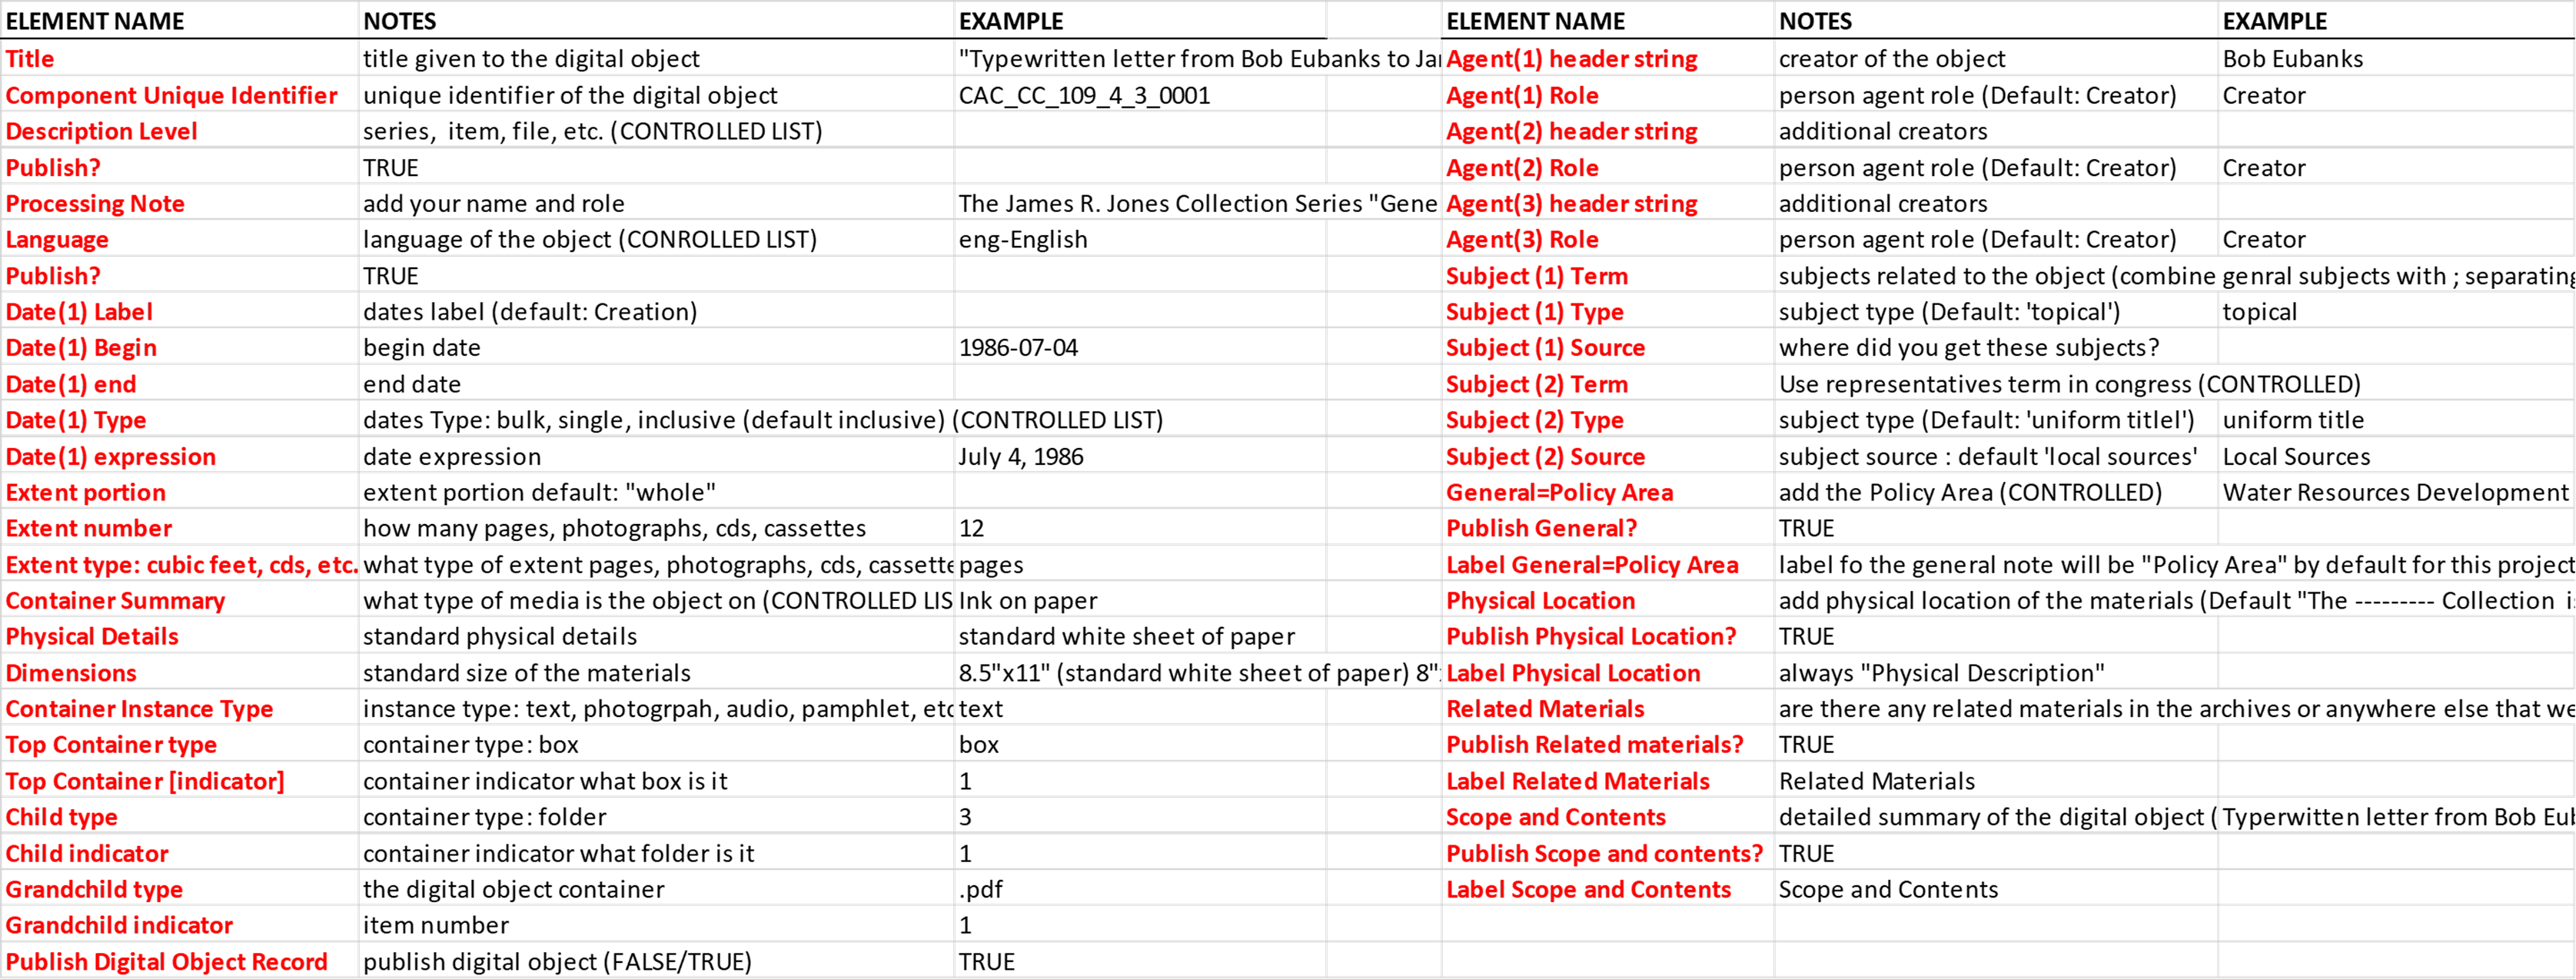 ELEMENT NAME NOTES EXAMPLE
Title title given to the digital object "Typewritten letter from Bob Eubanks to
Component Unique Identifier unique identifier of the digital object CAC_CC_109_4_3_0001
Description Level series, item, file, etc. (CONTROLLED LIST)
Publish? TRUE
Processing Note add your name and role The James R. Jones Collection Series "Gene
Language language of the object (CONROLLED LIST) eng-English
Publish? TRUE
Date(1) Label dates label (default: Creation)
Date(1) Begin begin date 1986-07-04
Date(1) end end date
Date(1) Type dates Type: bulk, single, inclusive (default inclusive) (CONTROLLED LIST)
Date(1) expression date expression July 4, 1986
Extent portion extent portion default: "whole"
Extent number how many pages, photographs, cds, cassettes 12
Extent type: cubic feet, cds, etc. what type of extent pages, photographs, cds, cassette pages
Container Summary what type of media is the object on (CONTROLLED LIS Ink on paper
Physical Details standard physical details standard white sheet of paper
Dimensions standard size of the materials 8.5"x11" (standard white sheet of paper) 8"
Container Instance Type instance type: text, photogrpah, audio, pamphlet, etc text
Top Container type container type: box box
Top Container [indicator] container indicator what box is it 1
Child type container type: folder 3
Child indicator container indicator what folder is it 1
Grandchild type the digital object container .pdf
Grandchild indicator item number 1
Publish Digital Object Record publish digital object (FALSE/TRUE) TRUE
ELEMENT NAME NOTES EXAMPLE
Agent(1) header string creator of the object Bob Eubanks
Agent(1) Role person agent role (Default: Creator) Creator
Agent(2) header string additional creators
Agent(2) Role person agent role (Default: Creator) Creator
Agent(3) header string additional creators
Agent(3) Role person agent role (Default: Creator) Creator
Subject (1) Term subjects related to the object (combine genral subjects with ; separating
Subject (1) Type subject type (Default: 'topical') topical
Subject (1) Source where did you get these subjects?
Subject (2) Term Use representatives term in congress (CONTROLLED)
Subject (2) Type subject type (Default: 'uniform titlel') uniform title
Subject (2) Source subject source : default 'local sources' Local Sources
General=Policy Area add the Policy Area (CONTROLLED) Water Resources Development
Publish General? TRUE
Label General=Policy Area label fo the general note will be "Policy Area" by default for this project
Physical Location add physical location of the materials (Default "The --------- Collection
Publish Physical Location? TRUE
Label Physical Location always "Physical Description"
Related Materials are there any related materials in the archives or anywhere else that we
Publish Related materials? TRUE
Label Related Materials Related Materials
Scope and Contents detailed summary of the digital object ( Typerwritten letter from Bob
Publish Scope and contents? TRUE
Label Scope and Contents Scope and Contents